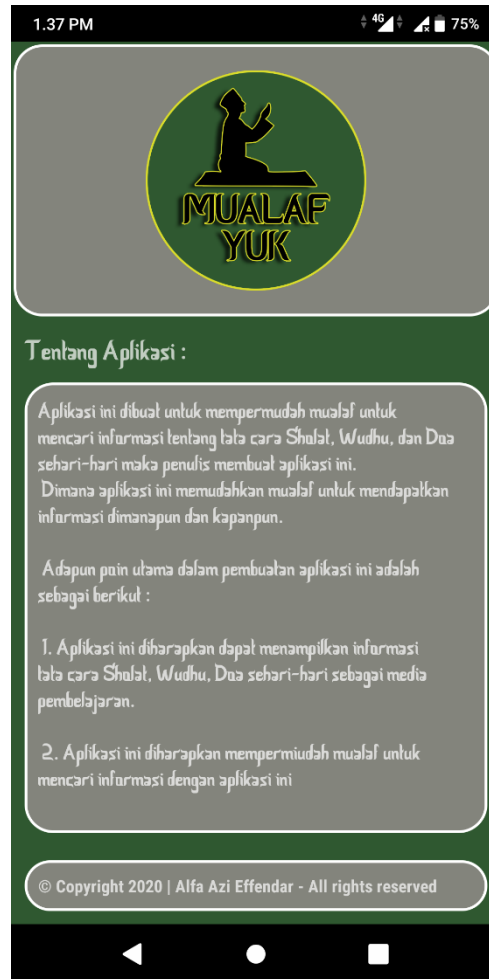 1.37 PM
4G
75%
MUALAF
YUK
Tentang Aplikasi :
Aplikasi ini dibuat untuk mempermudah mualaf untuk
mencari informasi tentang tata cara Sholat, Wudhu, dan Doa
sehari-hari maka penulis membuat aplikasi ini.
Dimana aplikasi ini memudahkan mualaf untuk mendapatkan
informasi dimanapun dan kapanpun.
Adapun poin utama dalam pembuatan aplikasi ini adalah
sebagai berikut :
1. Aplikasi ini diharapkan dapat menampilkan informasi
tata cara Sholat, Wudhu, Doa sehari-hari sebagai media
pembelajaran.
2. Aplikasi ini diharapkan mempermiudah mualaf untuk
mencari informasi dengan aplikasi ini
© Copyright 2020 | Alfa Azi Effendar - All rights reserved